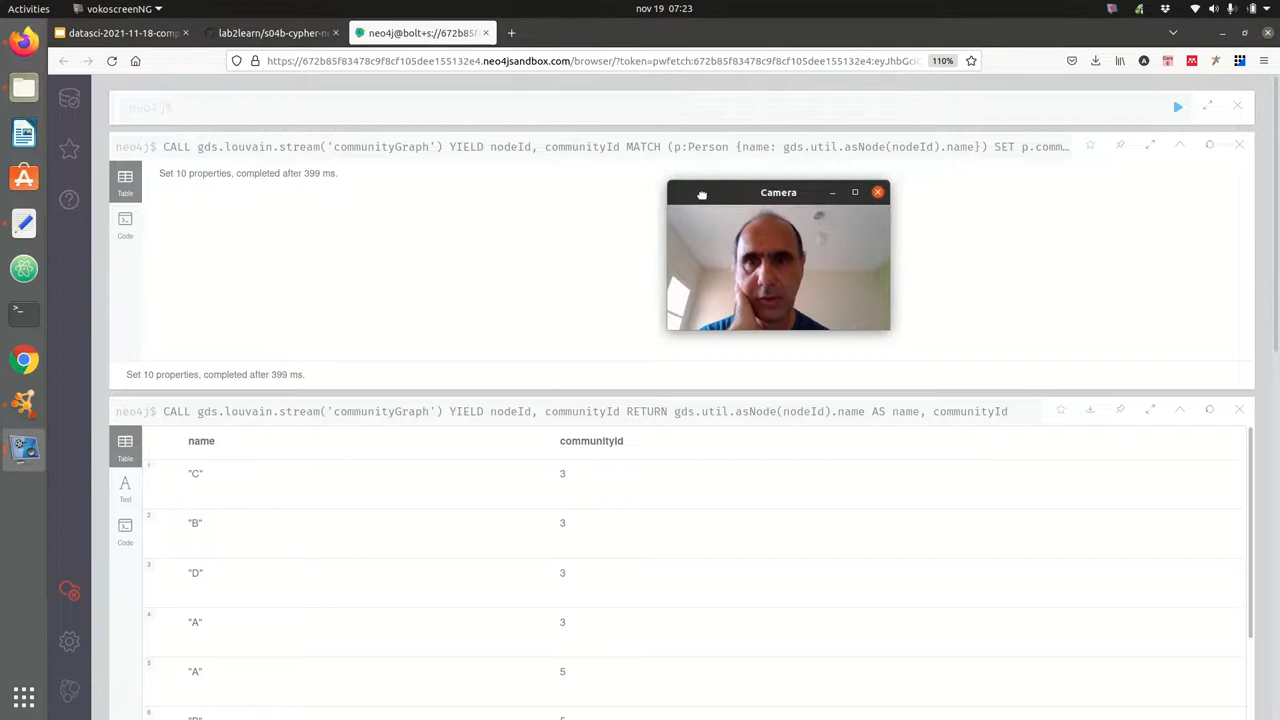 Activities
vokoscreenNG
nov 19 07:23
datasci-2021-11-18-comp
lab2learn/s04b-cypher-ne
neo4j@bolt+s://672b85f
https://672b85f83478c9f8cf105dee155132e4.neo4jsandbox.com/browser/?token=pwfetch:672b85f83478c9f8cf105dee155132e4:eyJhbGci
110%
neo4j$
neo4j$ CALL gds.louvain.stream('communityGraph') YIELD nodeId, communityId MATCH (p:Person {name: gds.util.asNode(nodeId).name}) SET p.comm…
Table
Code
Set 10 properties, completed after 399 ms.
Camera
Set 10 properties, completed after 399 ms.
neo4j$ CALL gds.louvain.stream('communityGraph') YIELD nodeId, communityId RETURN gds.util.asNode(nodeId).name AS name, communityId
Table
Text
Code
name communityId
1 "C" 3
2 "B" 3
3 "D" 3
4 "A" 3
5 "A" 5
6